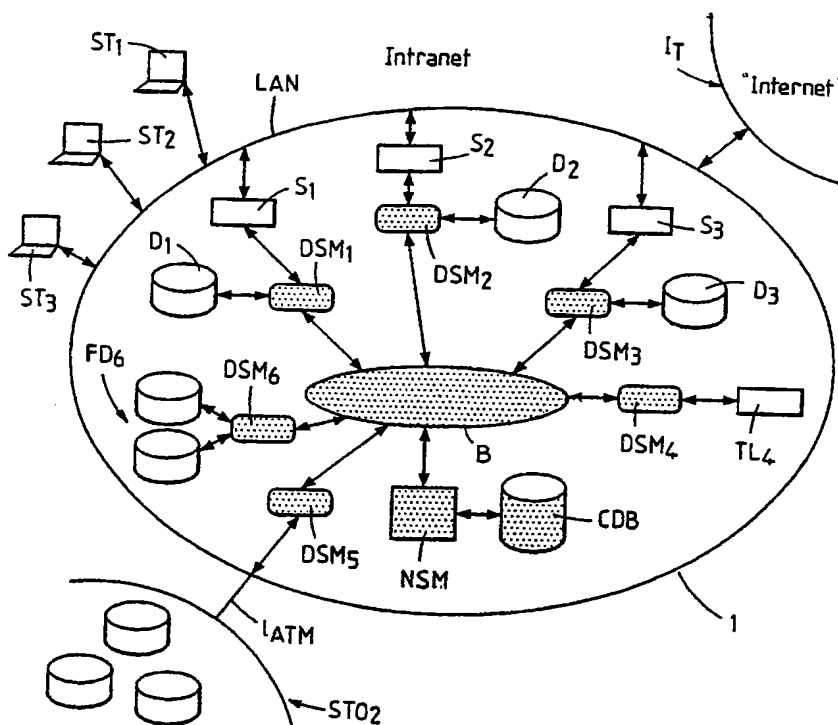 ST1
Intranet
IT
"Internet"
LAN
ST2
S2
D2
S1
S3
D1
DSM1
DSM2
D3
ST3
DSM3
FD6
DSM6
B
DSM4
TL4
CDB
DSM5
NSM
lATM
1
STO2